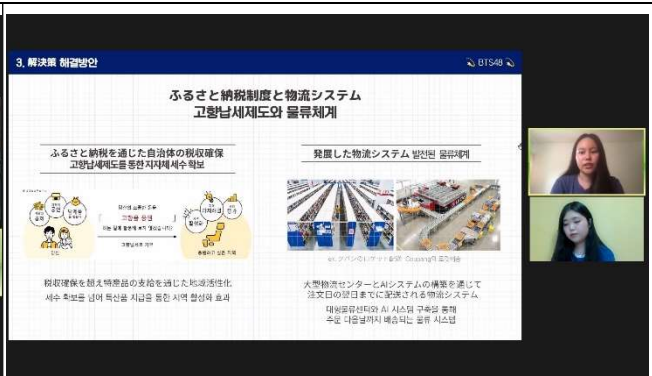 3. 解決策 해결방안
BTS48
ふるさと納税制度と物流システム
고향납세제도와 물류체계
ふるさと納税を通じた自治体の税収確保
고향납세제도를 통한 지자체 세수 확보
発展した物流システム 발전된 물류체계
税収確保を超え特産品の支給を通じた地域活性化
세수 확보를 넘어 특산품 지급을 통한 지역 활성화 효과
大型物流センターとAIシステムの構築を通じて
注文日の翌日までに配送される物流システム
대형물류센터와 AI 시스템 구축을 통해
주문 다음날까지 배송되는 물류 시스템